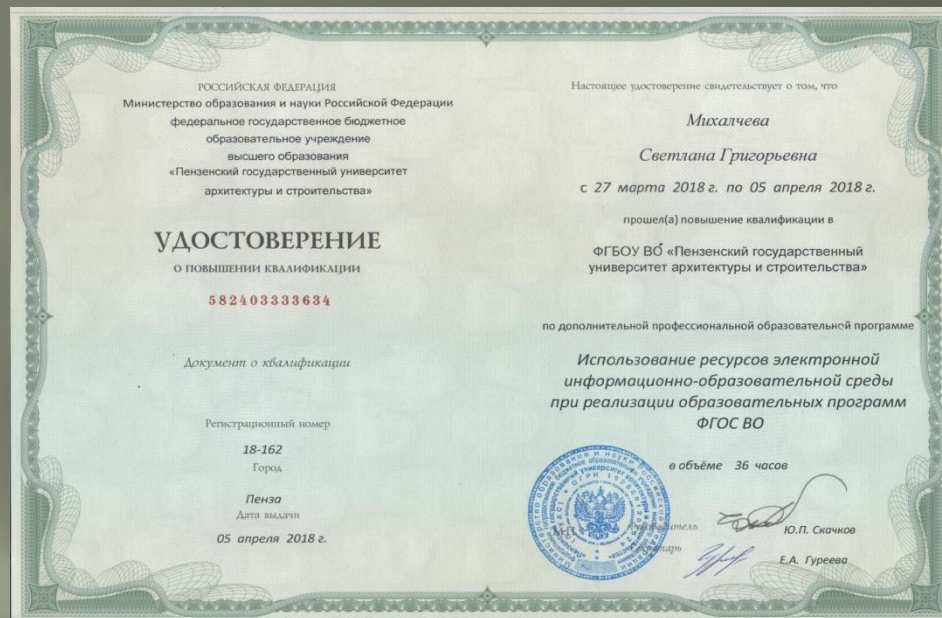 РОССИЙСКАЯ ФЕДЕРАЦИЯ
Министерство образования и науки Российской Федерации
федеральное государственное бюджетное
образовательное учреждение
высшего образования
«Пензенский государственный университет
архитектуры и строительства»
УДОСТОВЕРЕНИЕ
О ПОВЫШЕНИИ КВАЛИФИКАЦИИ
582403333634
Документ о квалификации
Регистрационный номер
18-162
Город
Пенза
Дата выдачи
05 апреля 2018 г.
Настоящее удостоверение свидетельствует о том, что
Михалчева
Светлана Григорьевна
с 27 марта 2018 г. по 05 апреля 2018 г.
прошел(а) повышение квалификации в
ФГБОУ ВО «Пензенский государственный
университет архитектуры и строительства»
по дополнительной профессиональной образовательной программе
Использование ресурсов электронной
информационно-образовательной среды
при реализации образовательных программ
ФГОС ВО
в объёме 36 часов
М.П.
Руководитель
Ю.П. Скачков
Секретарь
Е.А. Гуреева